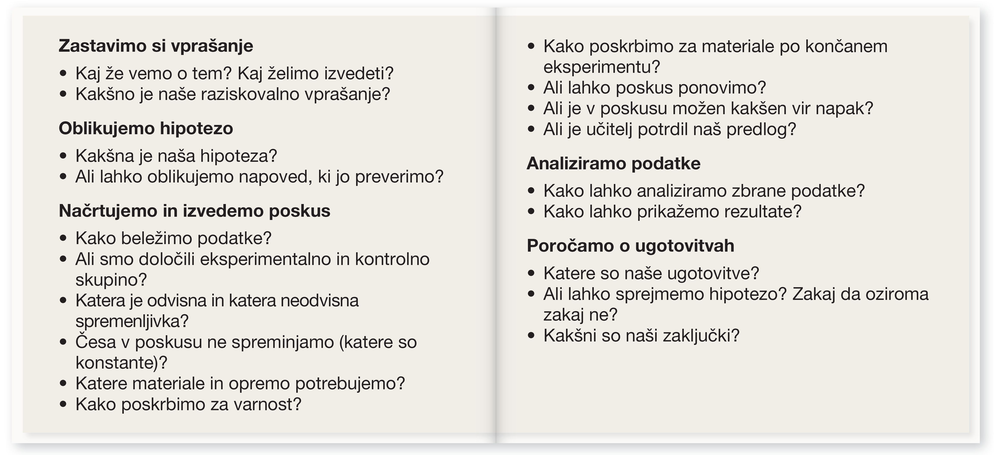 Zastavimo si vprašanje
• Kaj že vemo o tem? Kaj želimo izvedeti?
• Kakšno je naše raziskovalno vprašanje?
Oblikujemo hipotezo
• Kakšna je naša hipoteza?
• Ali lahko oblikujemo napoved, ki jo preverimo?
Načrtujemo in izvedemo poskus
• Kako beležimo podatke?
• Ali smo določili eksperimentalno in kontrolno
skupino?
• Katera je odvisna in katera neodvisna
spremenljivka?
• Česa v poskusu ne spreminjamo (katere so
konstante)?
• Katere materiale in opremo potrebujemo?
• Kako poskrbimo za varnost?
• Kako poskrbimo za materiale po končanem
eksperimentu?
• Ali lahko poskus ponovimo?
• Ali je v poskusu možen kakšen vir napak?
• Ali je učitelj potrdil naš predlog?
Analiziramo podatke
• Kako lahko analiziramo zbrane podatke?
• Kako lahko prikažemo rezultate?
Poročamo o ugotovitvah
• Katere so naše ugotovitve?
• Ali lahko sprejmemo hipotezo? Zakaj da oziroma
zakaj ne?
• Kakšni so naši zaključki?